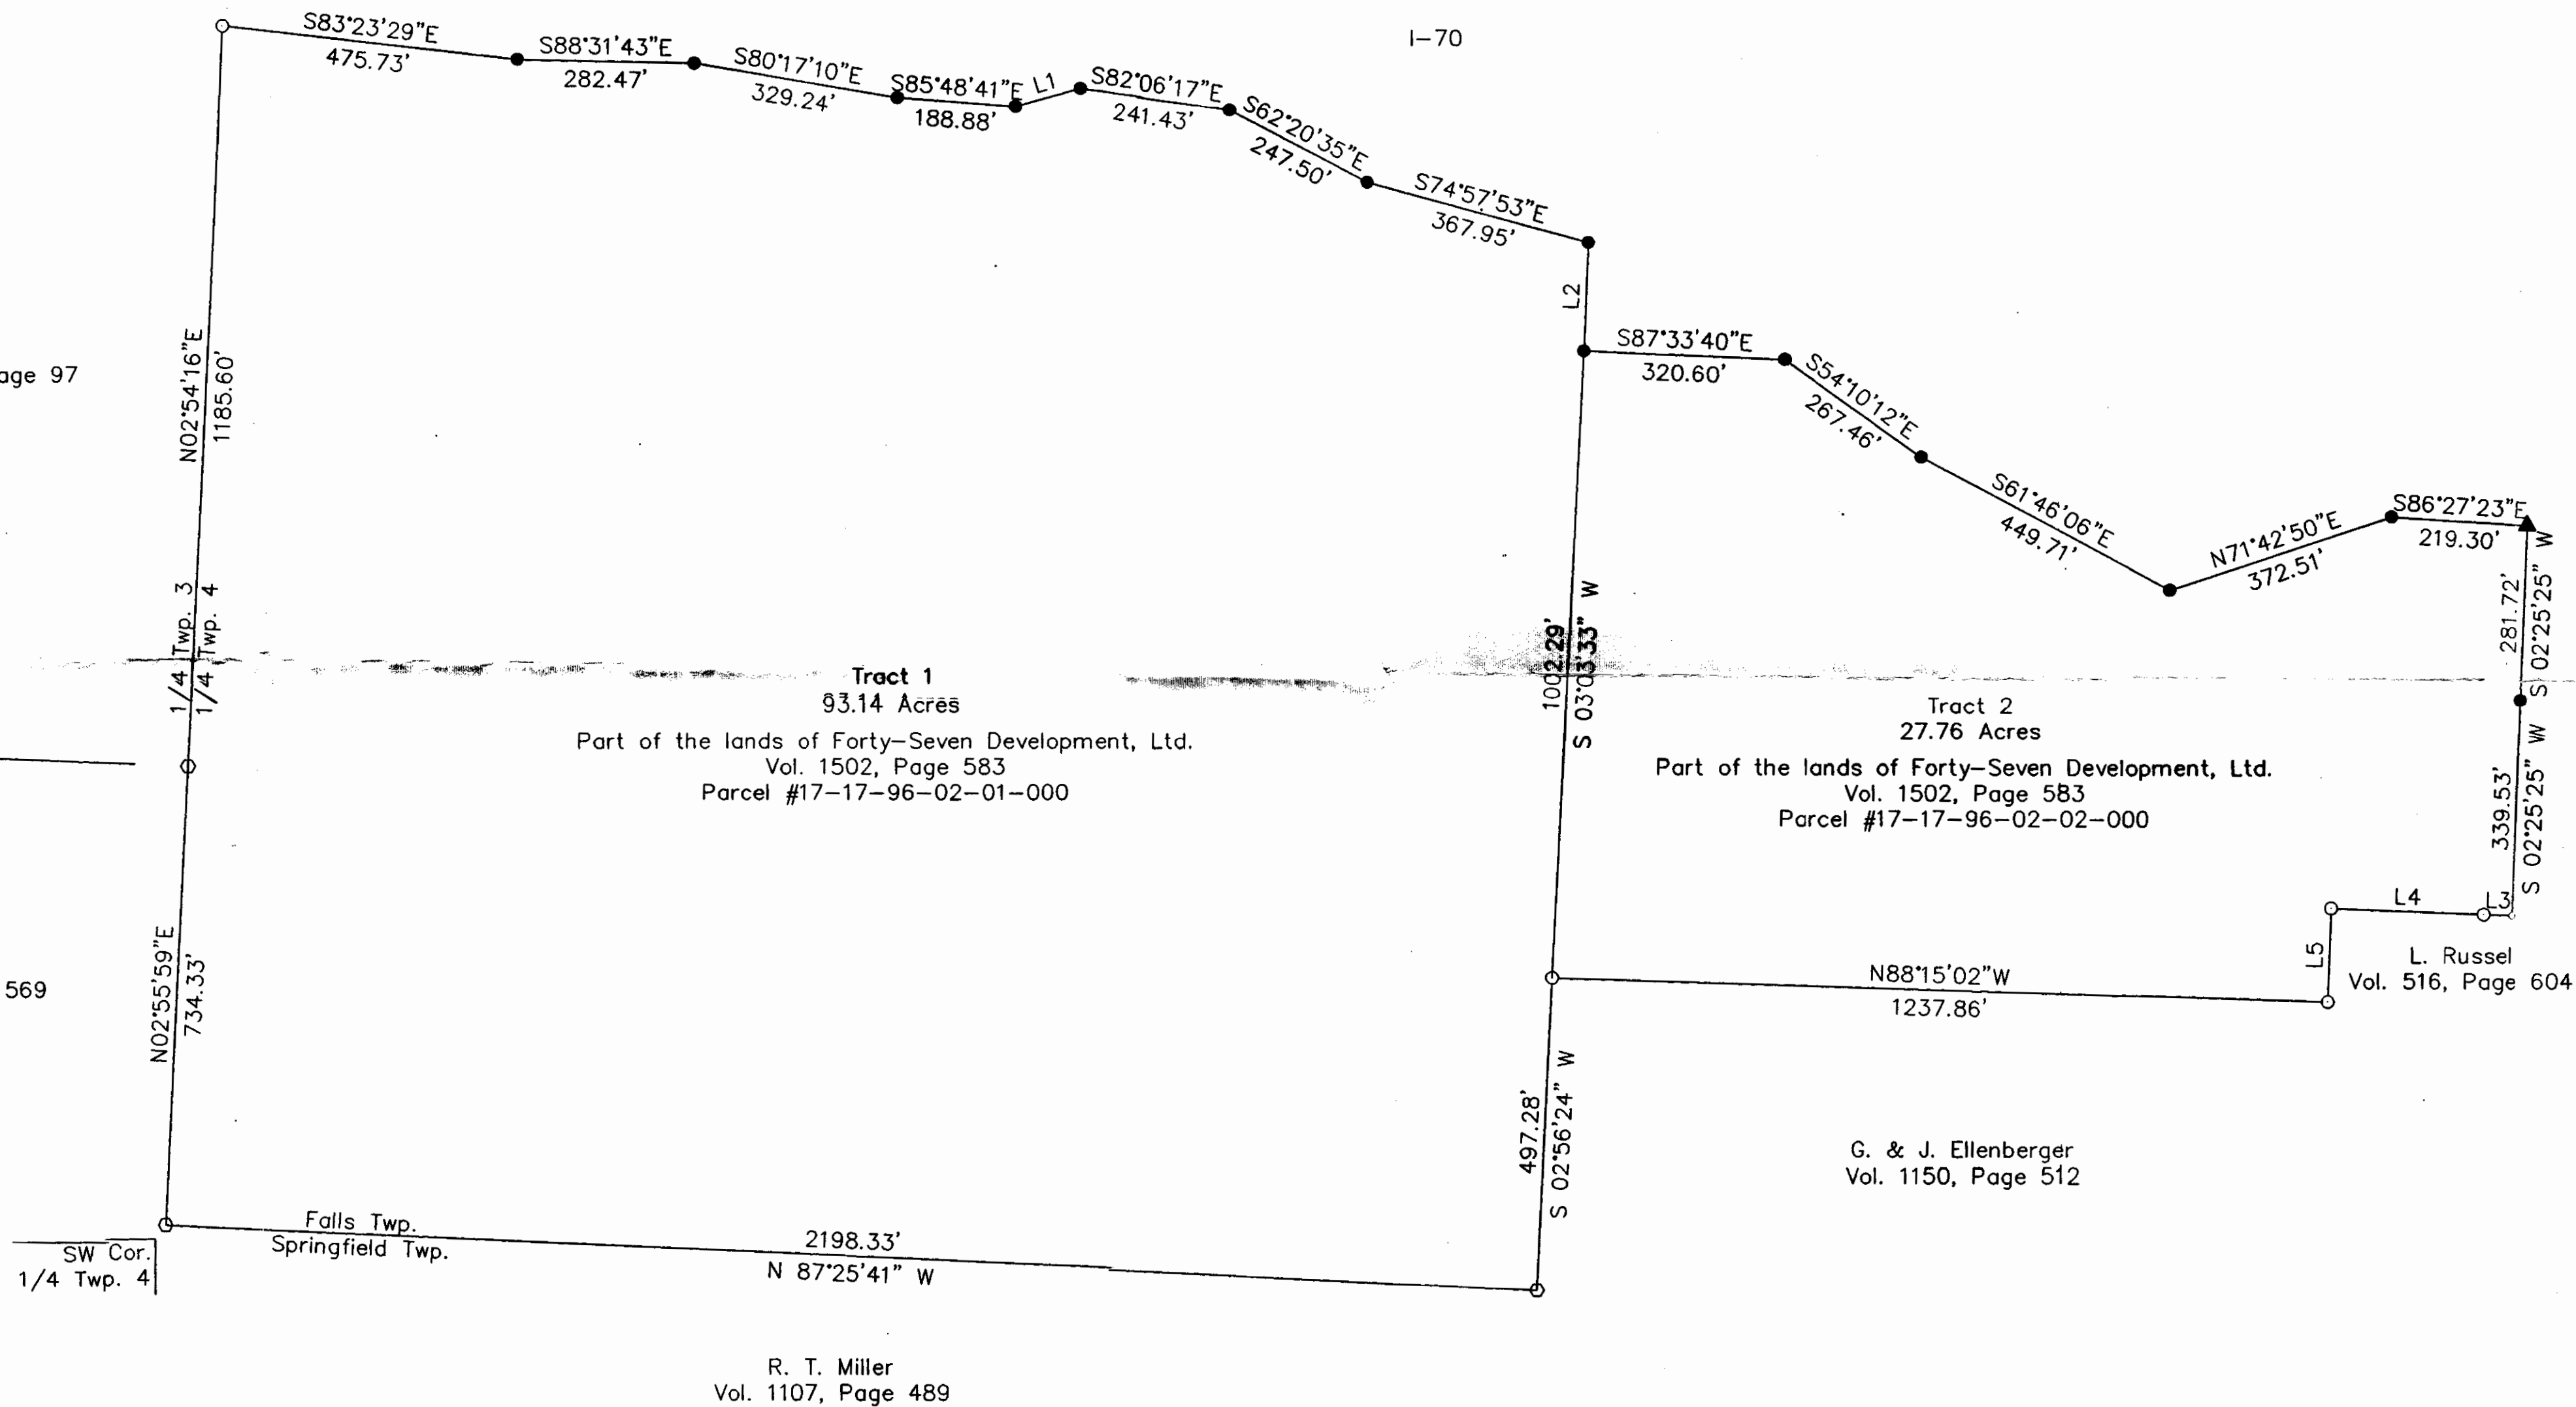 I-70
S83°23'29"E
475.73'
S88°31'43"E
282.47'
S80°17'10"E
329.24'
S85°48'41"E
188.88'
L1
S82°06'17"E
241.43'
S62°20'35"E
247.50'
S74°57'53"E
367.95'
L2
S87°33'40"E
320.60'
S54°10'12"E
267.46'
S61°46'06"E
449.71'
N71°42'50"E
372.51'
S86°27'23"E
219.30'
281.72'
S 02°25'25" W
339.53'
S 02°25'25" W
L3
L4
L5
N88°15'02"W
1237.86'
1002.29'
S 03°03'33" W
497.28'
S 02°56'24" W
2198.33'
N 87°25'41" W
Falls Twp.
Springfield Twp.
SW Cor.
1/4 Twp. 4
N02°55'59"E
734.33'
1/4 Twp. 3
1/4 Twp. 4
N02°54'16"E
1185.60'
Page 97
569
Tract 1
93.14 Acres
Part of the lands of Forty-Seven Development, Ltd.
Vol. 1502, Page 583
Parcel #17-17-96-02-01-000
Tract 2
27.76 Acres
Part of the lands of Forty-Seven Development, Ltd.
Vol. 1502, Page 583
Parcel #17-17-96-02-02-000
L. Russel
Vol. 516, Page 604
G. & J. Ellenberger
Vol. 1150, Page 512
R. T. Miller
Vol. 1107, Page 489